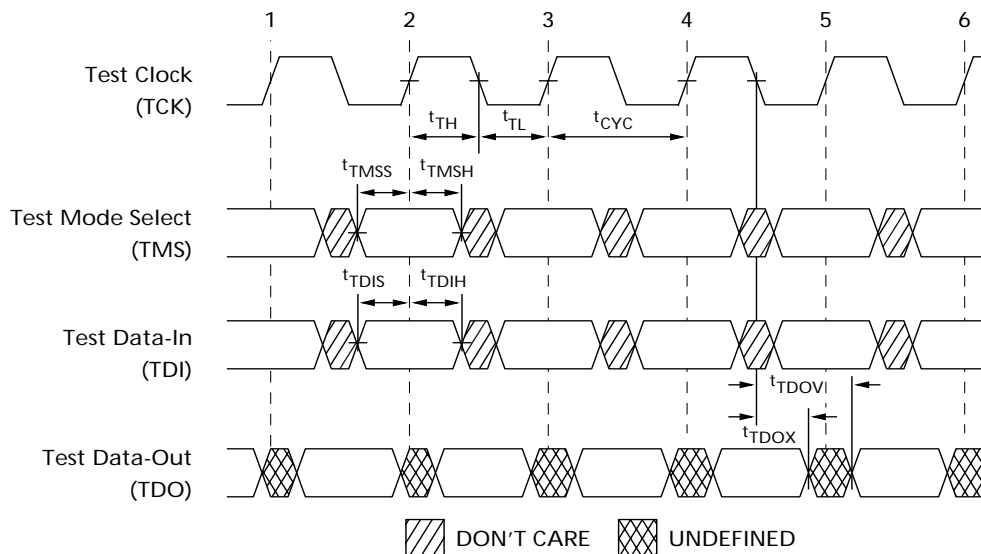 1 2 3 4 5 6
Test Clock
(TCK)
tTH tTL tCYC
tTMSS tTMSH
Test Mode Select
(TMS)
tTDIS tTDIH
Test Data-In
(TDI)
tTDOV
tTDOX
Test Data-Out
(TDO)
DON'T CARE UNDEFINED